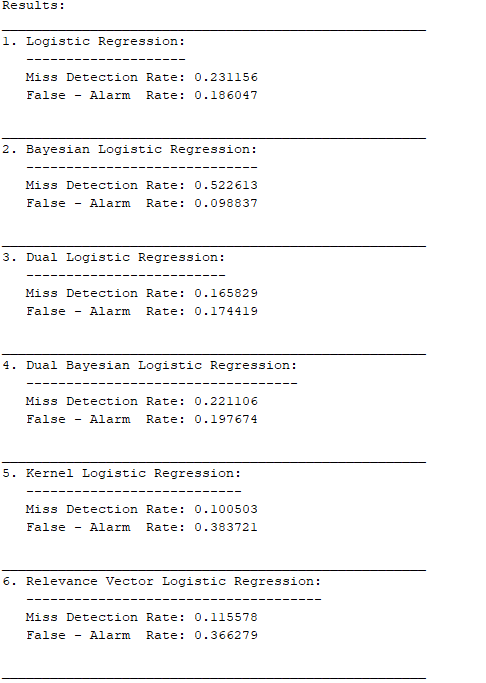 Results:
1. Logistic Regression:
--------------------
Miss Detection Rate: 0.231156
False - Alarm  Rate: 0.186047
2. Bayesian Logistic Regression:
-----------------------------
Miss Detection Rate: 0.522613
False - Alarm  Rate: 0.098837
3. Dual Logistic Regression:
-------------------------
Miss Detection Rate: 0.165829
False - Alarm  Rate: 0.174419
4. Dual Bayesian Logistic Regression:
----------------------------------
Miss Detection Rate: 0.221106
False - Alarm  Rate: 0.197674
5. Kernel Logistic Regression:
---------------------------
Miss Detection Rate: 0.100503
False - Alarm  Rate: 0.383721
6. Relevance Vector Logistic Regression:
-------------------------------------
Miss Detection Rate: 0.115578
False - Alarm  Rate: 0.366279